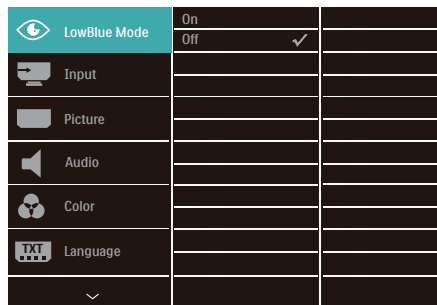 LowBlue Mode
On
Off
Input
Picture
Audio
Color
TXT
Language